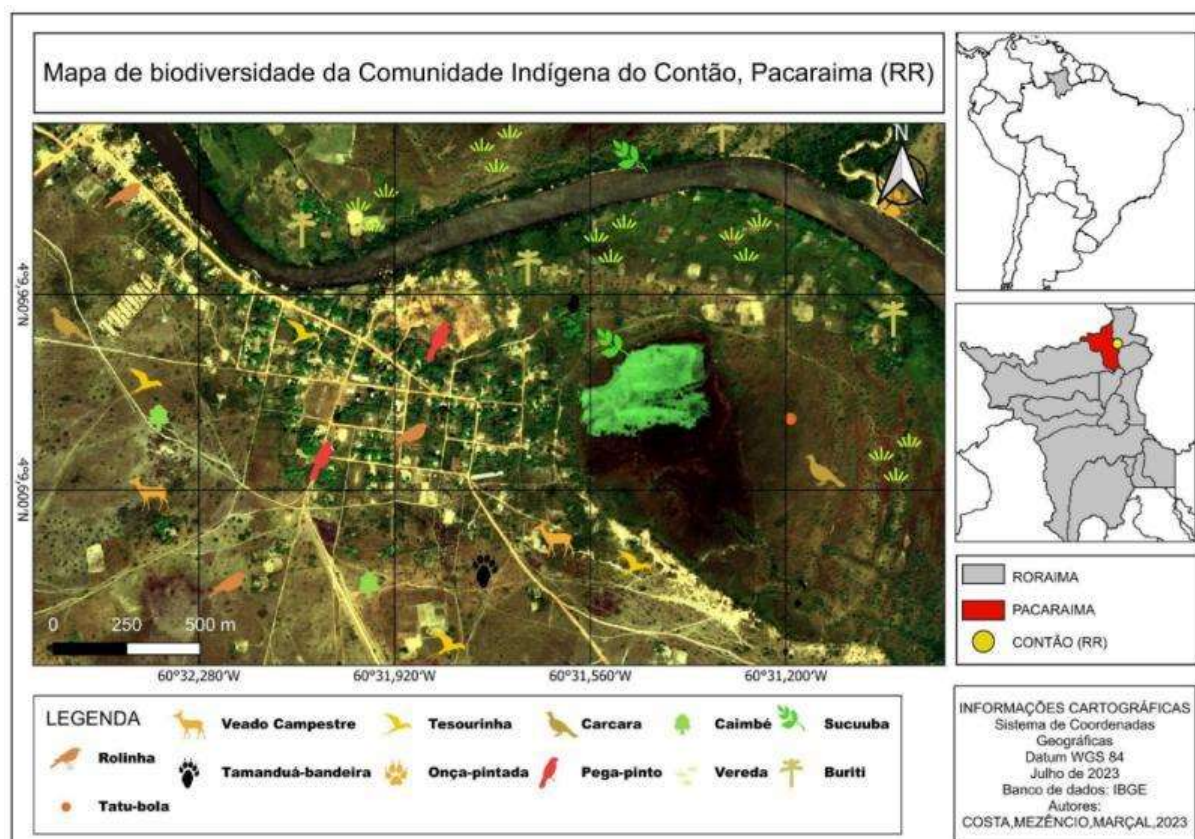 Mapa de biodiversidade da Comunidade Indígena do Contão, Pacaraima (RR)
N
4°9,960'N
4°9,600'N
0 250 500 m
60°32,280'W 60°31,920'W 60°31,560'W 60°31,200'W
LEGENDA
Veado Campestre
Tesourinha
Carcara
Caimbé
Sucuuba
Rolinha
Tamanduá-bandeira
Onça-pintada
Pega-pinto
Vereda
Buriti
Tatu-bola
RORAIMA
PACARAIMA
CONTÃO (RR)
INFORMAÇÕES CARTOGRÁFICAS
Sistema de Coordenadas
Geográficas
Datum WGS 84
Julho de 2023
Banco de dados: IBGE
Autores:
COSTA,MEZÊNCIO,MARÇAL,2023